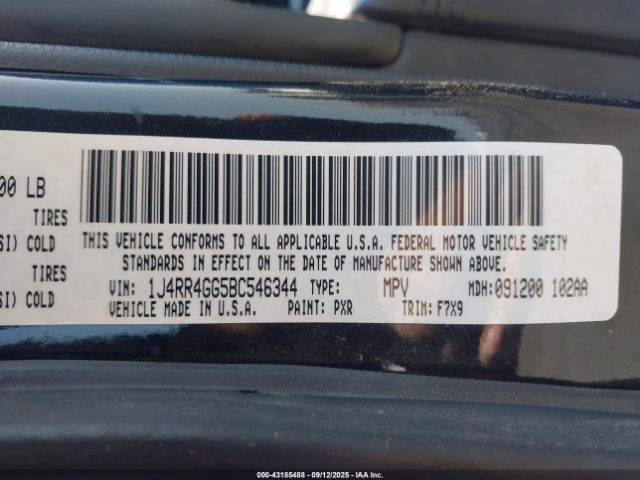 00 LB
TIRES
SI) COLD
TIRES
SI) COLD
THIS VEHICLE CONFORMS TO ALL APPLICABLE U.S.A. FEDERAL MOTOR VEHICLE SAFETY
STANDARDS IN EFFECT ON THE DATE OF MANUFACTURE SHOWN ABOVE.
VIN: 1J4RR4GG5BC546344 TYPE: MPV MDH: 091200 102AA
VEHICLE MADE IN U.S.A. PAINT: PXR TRIM: F7X9
000-43185488 - 09/12/2025 - IAA Inc.